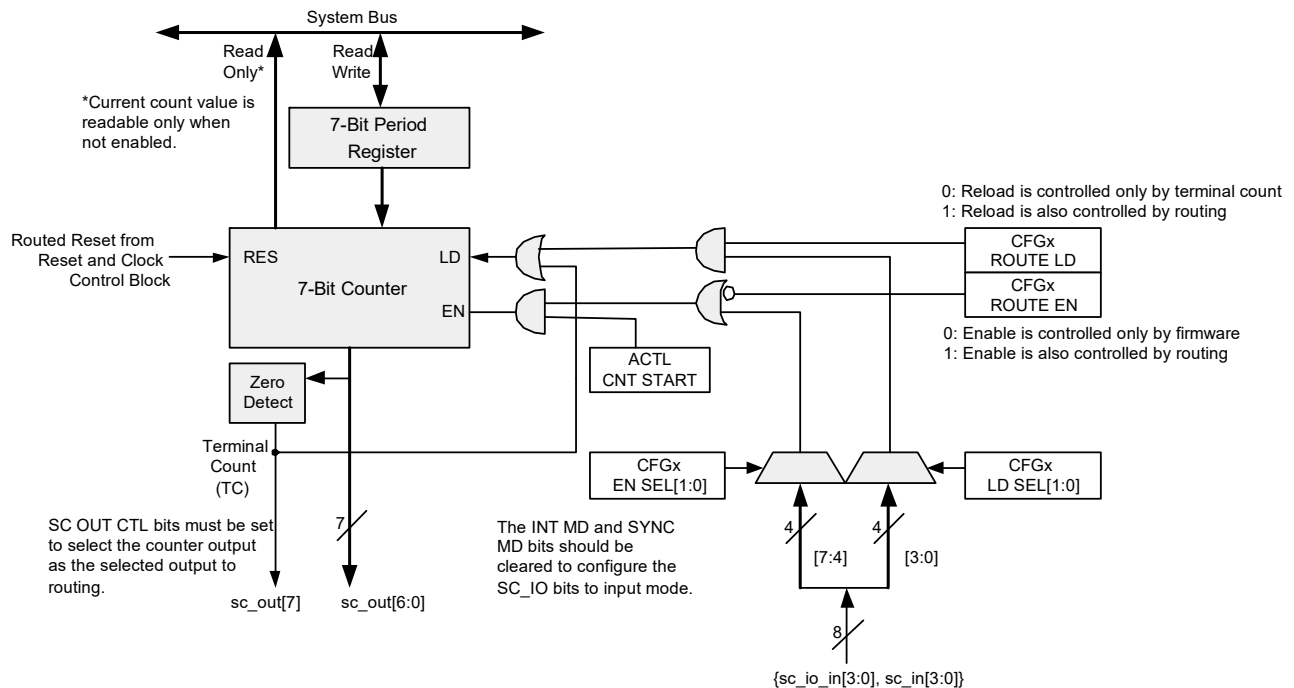 System Bus
Read
Only*
Read
Write
*Current count value is
readable only when
not enabled.
7-Bit Period
Register
0: Reload is controlled only by terminal count
1: Reload is also controlled by routing
Routed Reset from
Reset and Clock
Control Block
RES
LD
7-Bit Counter
EN
CFGx
ROUTE LD
CFGx
ROUTE EN
0: Enable is controlled only by firmware
1: Enable is also controlled by routing
ACTL
CNT START
Zero
Detect
Terminal
Count
(TC)
CFGx
EN SEL[1:0]
CFGx
LD SEL[1:0]
SC OUT CTL bits must be set
to select the counter output
as the selected output to
routing.
7
The INT MD and SYNC
MD bits should be
cleared to configure the
SC_IO bits to input mode.
4
4
[7:4]
[3:0]
sc_out[7]
sc_out[6:0]
8
{sc_io_in[3:0], sc_in[3:0]}